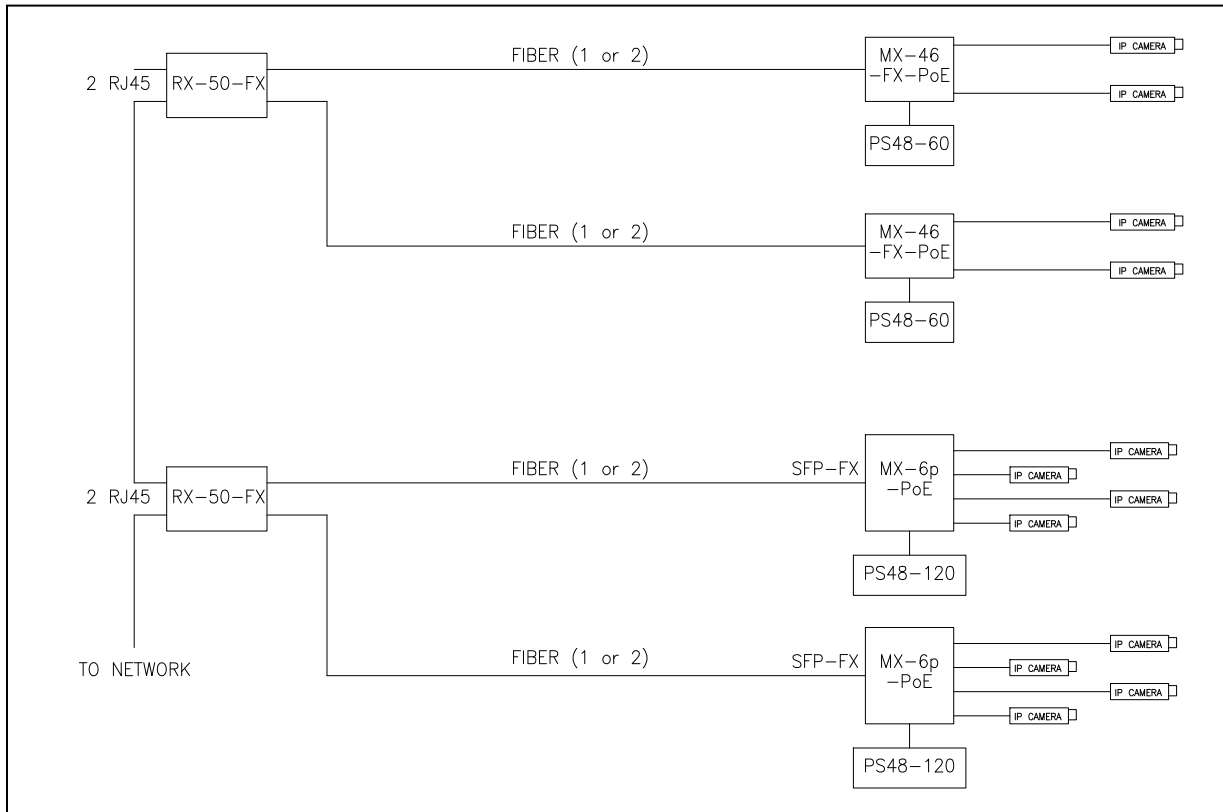 FIBER (1 or 2)
MX-46
-FX-PoE
IP CAMERA
IP CAMERA
2 RJ45
RX-50-FX
PS48-60
FIBER (1 or 2)
MX-46
-FX-PoE
IP CAMERA
IP CAMERA
PS48-60
2 RJ45
RX-50-FX
FIBER (1 or 2)
SFP-FX
MX-6p
-PoE
IP CAMERA
IP CAMERA
IP CAMERA
IP CAMERA
PS48-120
TO NETWORK
FIBER (1 or 2)
SFP-FX
MX-6p
-PoE
IP CAMERA
IP CAMERA
IP CAMERA
IP CAMERA
PS48-120